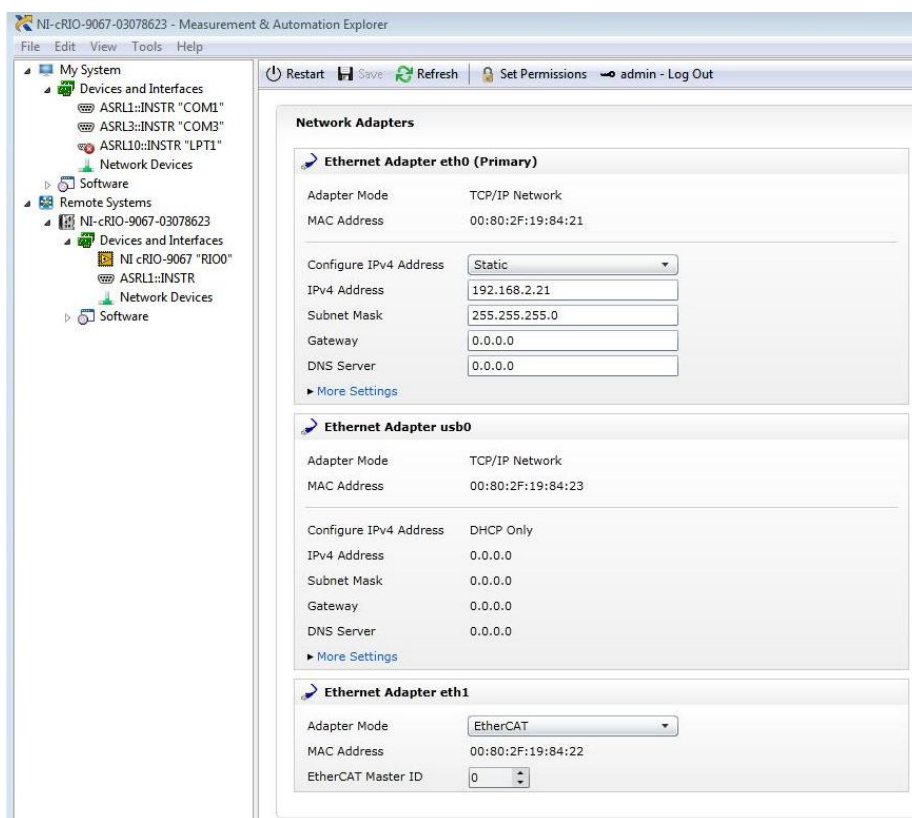 NI-cRIO-9067-03078623 - Measurement & Automation Explorer
File Edit View Tools Help
My System
Devices and Interfaces
ASRL1::INSTR "COM1"
ASRL3::INSTR "COM3"
ASRL10::INSTR "LPT1"
Network Devices
Software
Remote Systems
NI-cRIO-9067-03078623
Devices and Interfaces
NI cRIO-9067 "RIO0"
ASRL1::INSTR
Network Devices
Software
Restart Save Refresh Set Permissions admin - Log Out
Network Adapters
Ethernet Adapter eth0 (Primary)
Adapter Mode TCP/IP Network
MAC Address 00:80:2F:19:84:21
Configure IPv4 Address Static
IPv4 Address 192.168.2.21
Subnet Mask 255.255.255.0
Gateway 0.0.0.0
DNS Server 0.0.0.0
More Settings
Ethernet Adapter usb0
Adapter Mode TCP/IP Network
MAC Address 00:80:2F:19:84:23
Configure IPv4 Address DHCP Only
IPv4 Address 0.0.0.0
Subnet Mask 0.0.0.0
Gateway 0.0.0.0
DNS Server 0.0.0.0
More Settings
Ethernet Adapter eth1
Adapter Mode EtherCAT
MAC Address 00:80:2F:19:84:22
EtherCAT Master ID 0